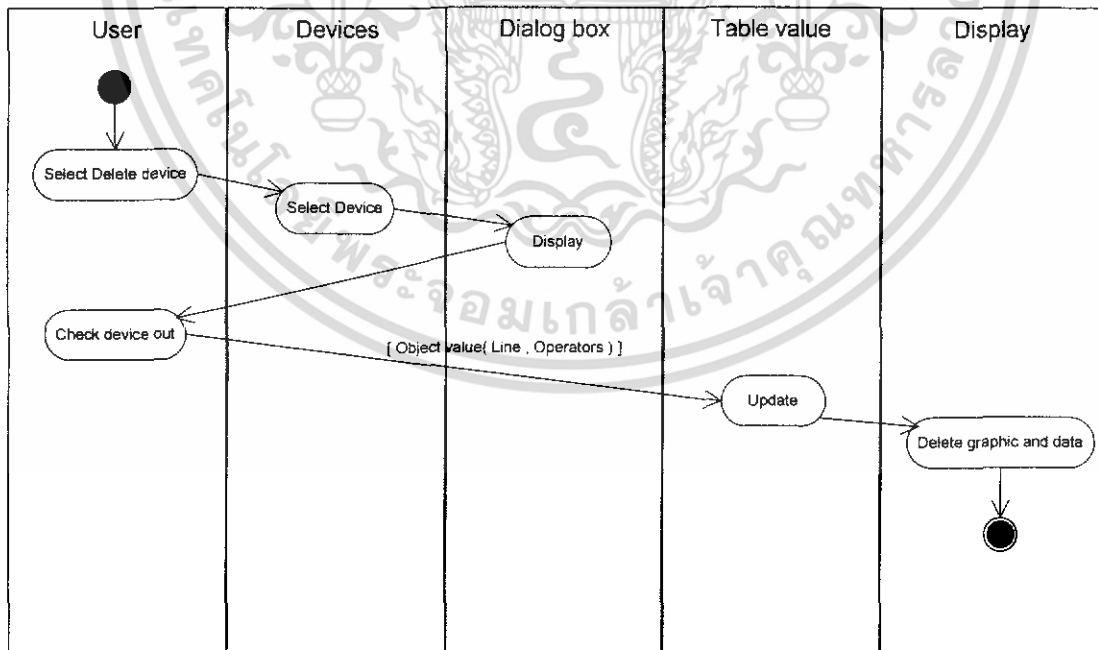 User Devices Dialog box Table value Display
Select Delete device
Select Device
Display
Check device out
[ Object value( Line , Operators ) ]
Update
Delete graphic and data